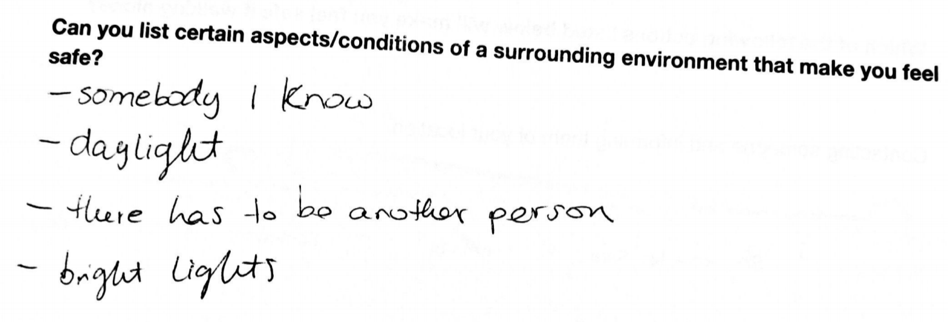 Can you list certain aspects/conditions of a surrounding environment that make you feel
safe?
- somebody I know
- daylight
- there has to be another person
- bright lights